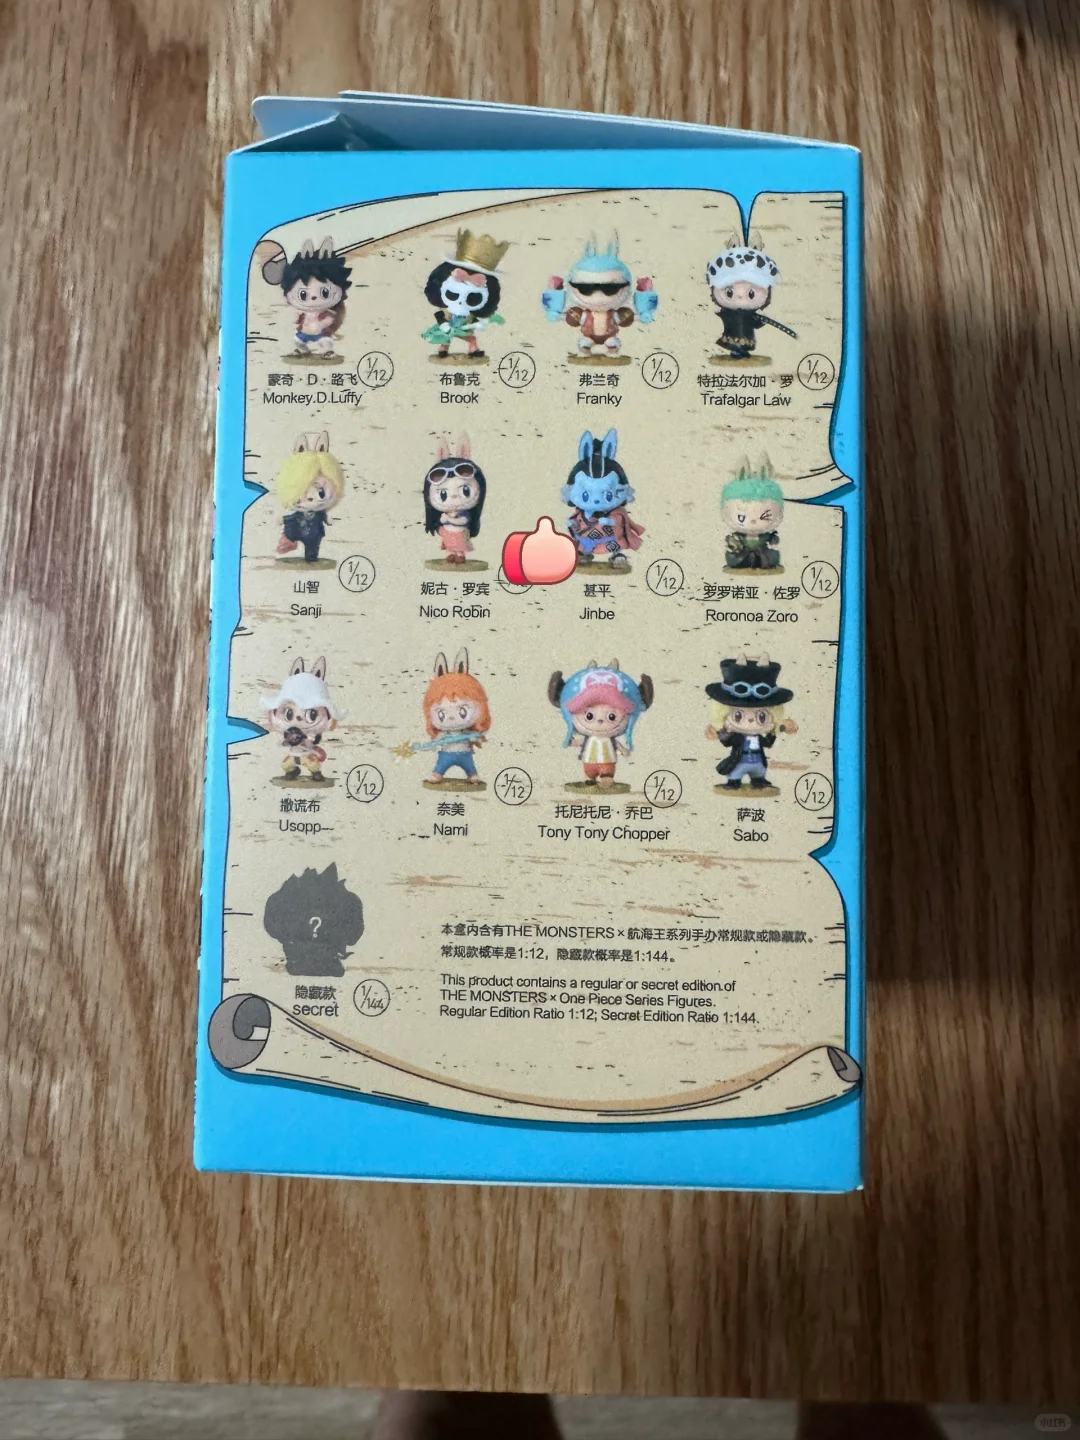 1/12
1/12
1/12
1/12
蒙奇·D·路飞
布鲁克
弗兰奇
特拉法尔加·罗
Monkey.D.Luffy
Brook
Franky
Trafalgar Law
1/12
1/12
1/12
山智
妮古·罗宾
甚平
罗罗诺亚·佐罗
Sanji
Nico Robin
Jinbe
Roronoa Zoro
1/12
1/12
1/12
1/12
撒谎布
奈美
托尼托尼·乔巴
萨波
Usopp
Nami
Tony Tony Chopper
Sabo
?
隐藏款
secret
1/144
本盒内含有THE MONSTERS × 航海王系列手办常规款或隐藏款。
常规款概率是1:12，隐藏款概率是1:144。
This product contains a regular or secret edition of
THE MONSTERS × One Piece Series Figures.
Regular Edition Ratio 1:12; Secret Edition Ratio 1:144.
小红书